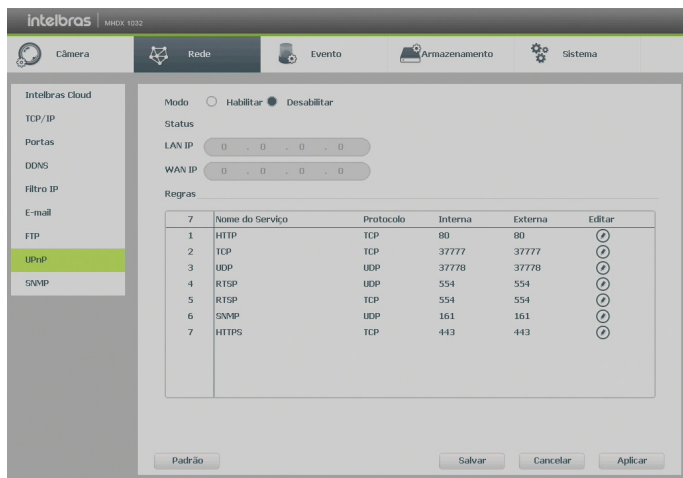 intelbras MHDX 1032
Câmera Rede Evento Armazenamento Sistema
Intelbras Cloud
TCP/IP
Portas
DDNS
Filtro IP
E-mail
FTP
UPnP
SNMP
Modo Habilitar Desabilitar
Status
LAN IP 0 . 0 . 0 . 0
WAN IP 0 . 0 . 0 . 0
Regras
7 Nome do Serviço Protocolo Interna Externa Editar
1 HTTP TCP 80 80
2 TCP TCP 37777 37777
3 UDP UDP 37778 37778
4 RTSP UDP 554 554
5 RTSP TCP 554 554
6 SNMP UDP 161 161
7 HTTPS TCP 443 443
Padrão Salvar Cancelar Aplicar